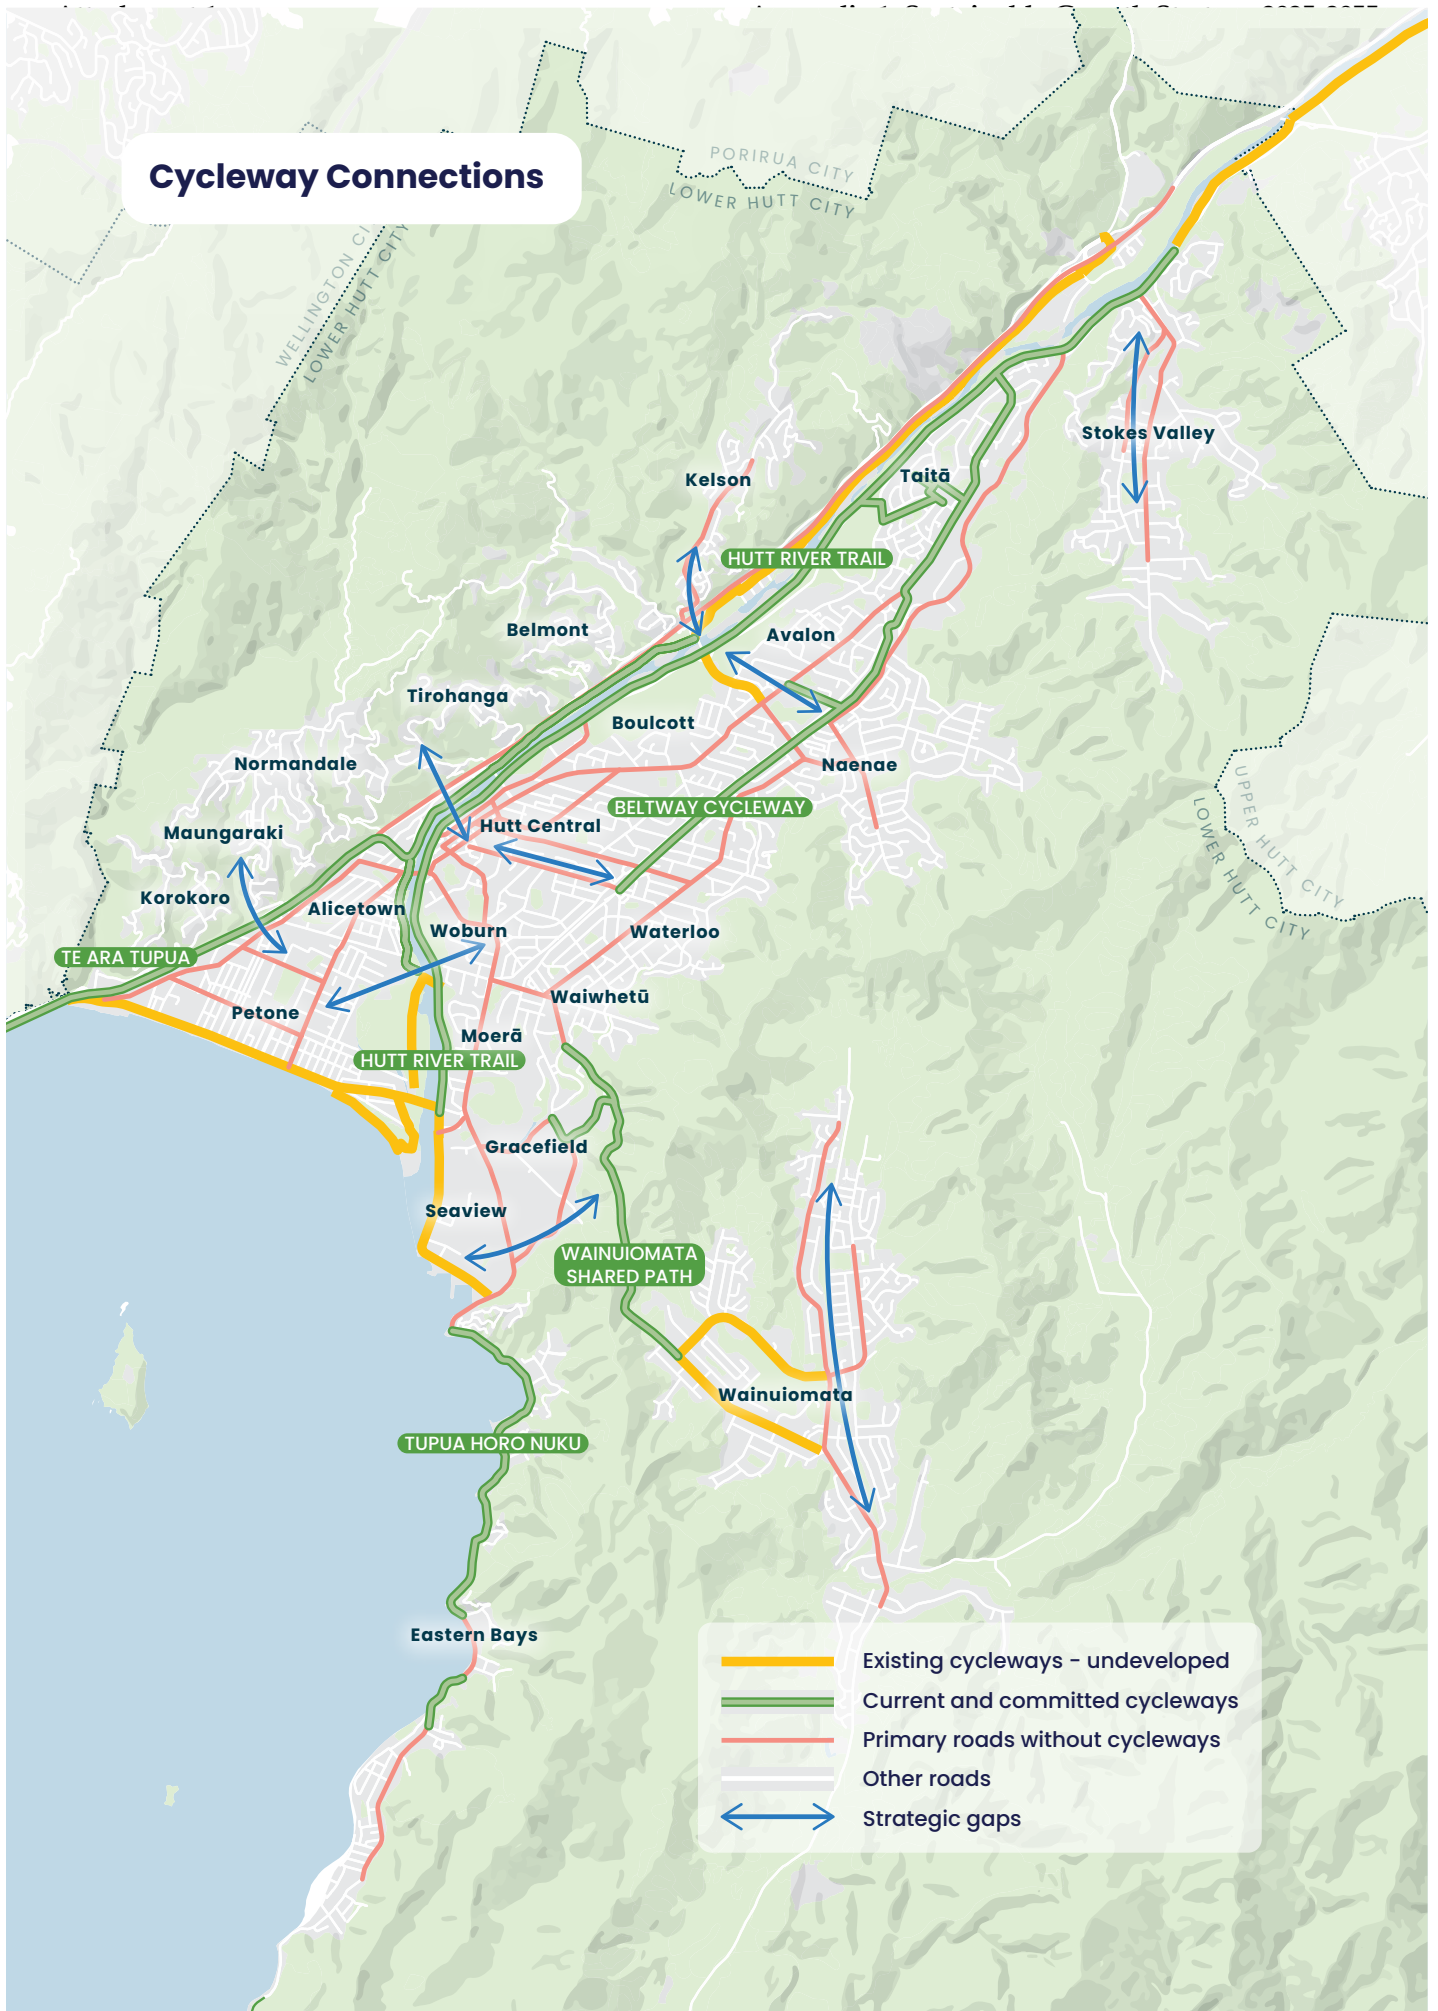 Cycleway Connections
PORIRUA CITY
LOWER HUTT CITY
LOWER HUTT CITY
Stokes Valley
Kelson
Taitā
HUTT RIVER TRAIL
Belmont
Avalon
Tirohanga
Boulcott
Normandale
Naenae
BELTWAY CYCLEWAY
Maungaraki
Hutt Central
UPPER HUTT CITY
LOWER HUTT CITY
Korokoro
Alicetown
Woburn
Waterloo
TE ARA TUPUA
Waiwhetū
Petone
Moerā
HUTT RIVER TRAIL
Gracefield
Seaview
WAINUIOMATA
SHARED PATH
Wainuiomata
TUPUA HORO NUKU
Eastern Bays
Existing cycleways - undeveloped
Current and committed cycleways
Primary roads without cycleways
Other roads
Strategic gaps